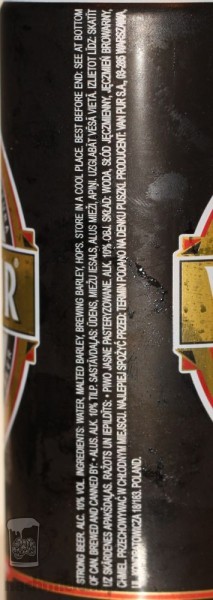 STRONG BEER. ALC. 10% VOL. INGREDIENTS: WATER, MALTED BARLEY, BREWING BARLEY, HOPS. STORE IN A COOL PLACE. BEST BEFORE END: SEE AT BOTTOM
OF CAN. BREWED AND CANNED BY: • ALUS. ALK. 10% TILP. SASTĀVDAĻAS: ŪDENS, MIEŽU IESALS, ALUS MIEŽI, APIŅI. UZGLABĀT VĒSĀ VIETĀ. IZLIETOT LĪDZ: SKATĪT
UZ SKĀRDENES APAKŠDAĻAS. RAŽOTS UN IEPILDĪTS: • PIWO JASNE PASTERYZOWANE. ALK. 10% OBJ. SKŁAD: WODA, SŁÓD JĘCZMIENNY, JĘCZMIEŃ BROWARNY,
CHMIEL. PRZECHOWYWAĆ W CHŁODNYM MIEJSCU. NAJLEPIEJ SPOŻYĆ PRZED: TERMIN PODANO NA DENKU PUSZKI. PRODUCENT: VAN PUR S.A., 03-285 WARSZAWA,
18/163, POLAND.
R